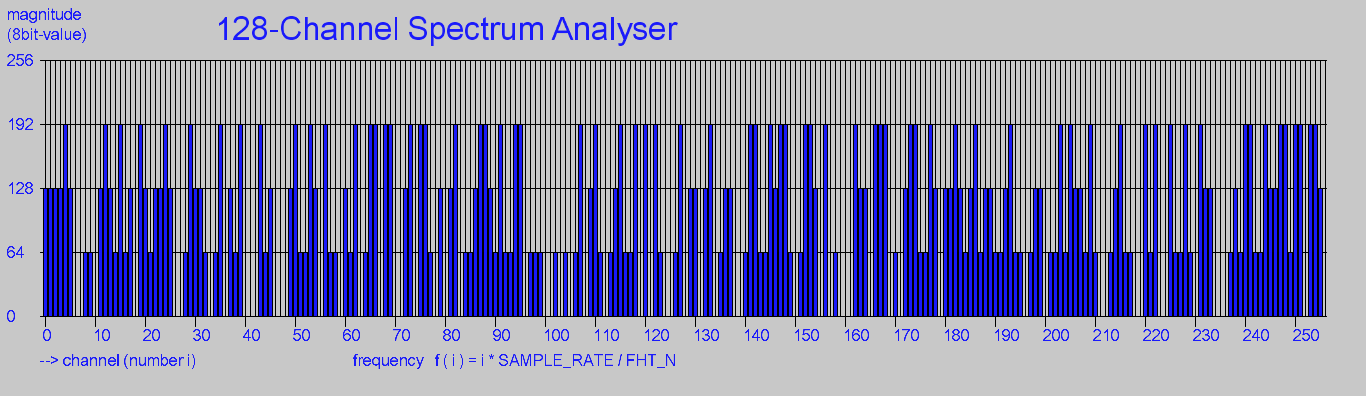 magnitude
(8bit-value)
128-Channel Spectrum Analyser
256
192
128
64
0
0 10 20 30 40 50 60 70 80 90 100 110 120 130 140 150 160 170 180 190 200 210 220 230 240 250
--> channel (number i)
frequency f ( i ) = i * SAMPLE_RATE / FHT_N